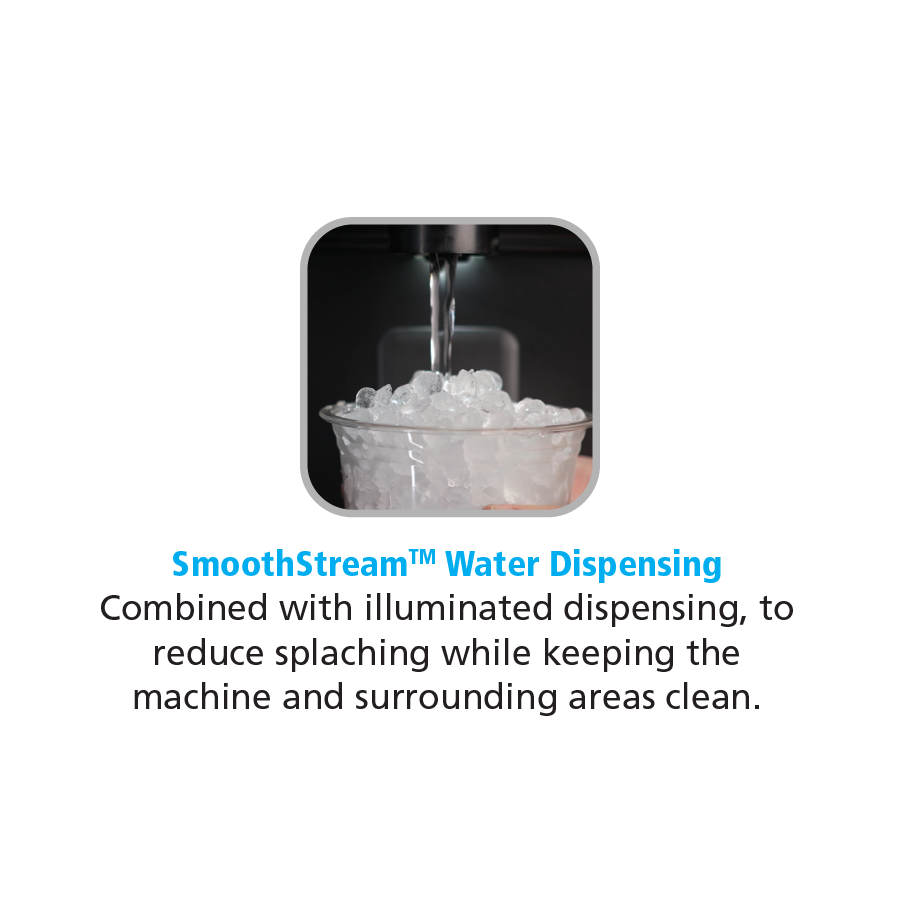 SmoothStream™ Water Dispensing
Combined with illuminated dispensing, to
reduce splaching while keeping the
machine and surrounding areas clean.